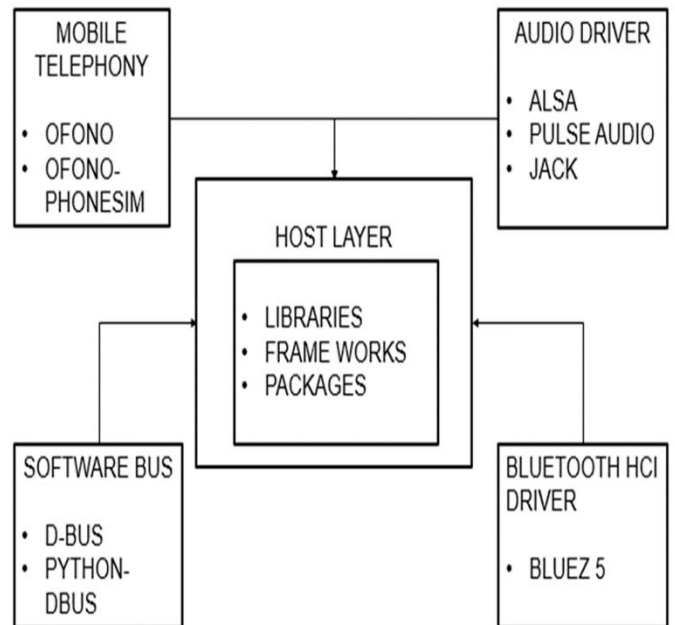 MOBILE
TELEPHONY
• OFONO
• OFONO-
PHONESIM
AUDIO DRIVER
• ALSA
• PULSE AUDIO
• JACK
HOST LAYER
• LIBRARIES
• FRAME WORKS
• PACKAGES
SOFTWARE BUS
• D-BUS
• PYTHON-
DBUS
BLUETOOTH HCI
DRIVER
• BLUEZ 5